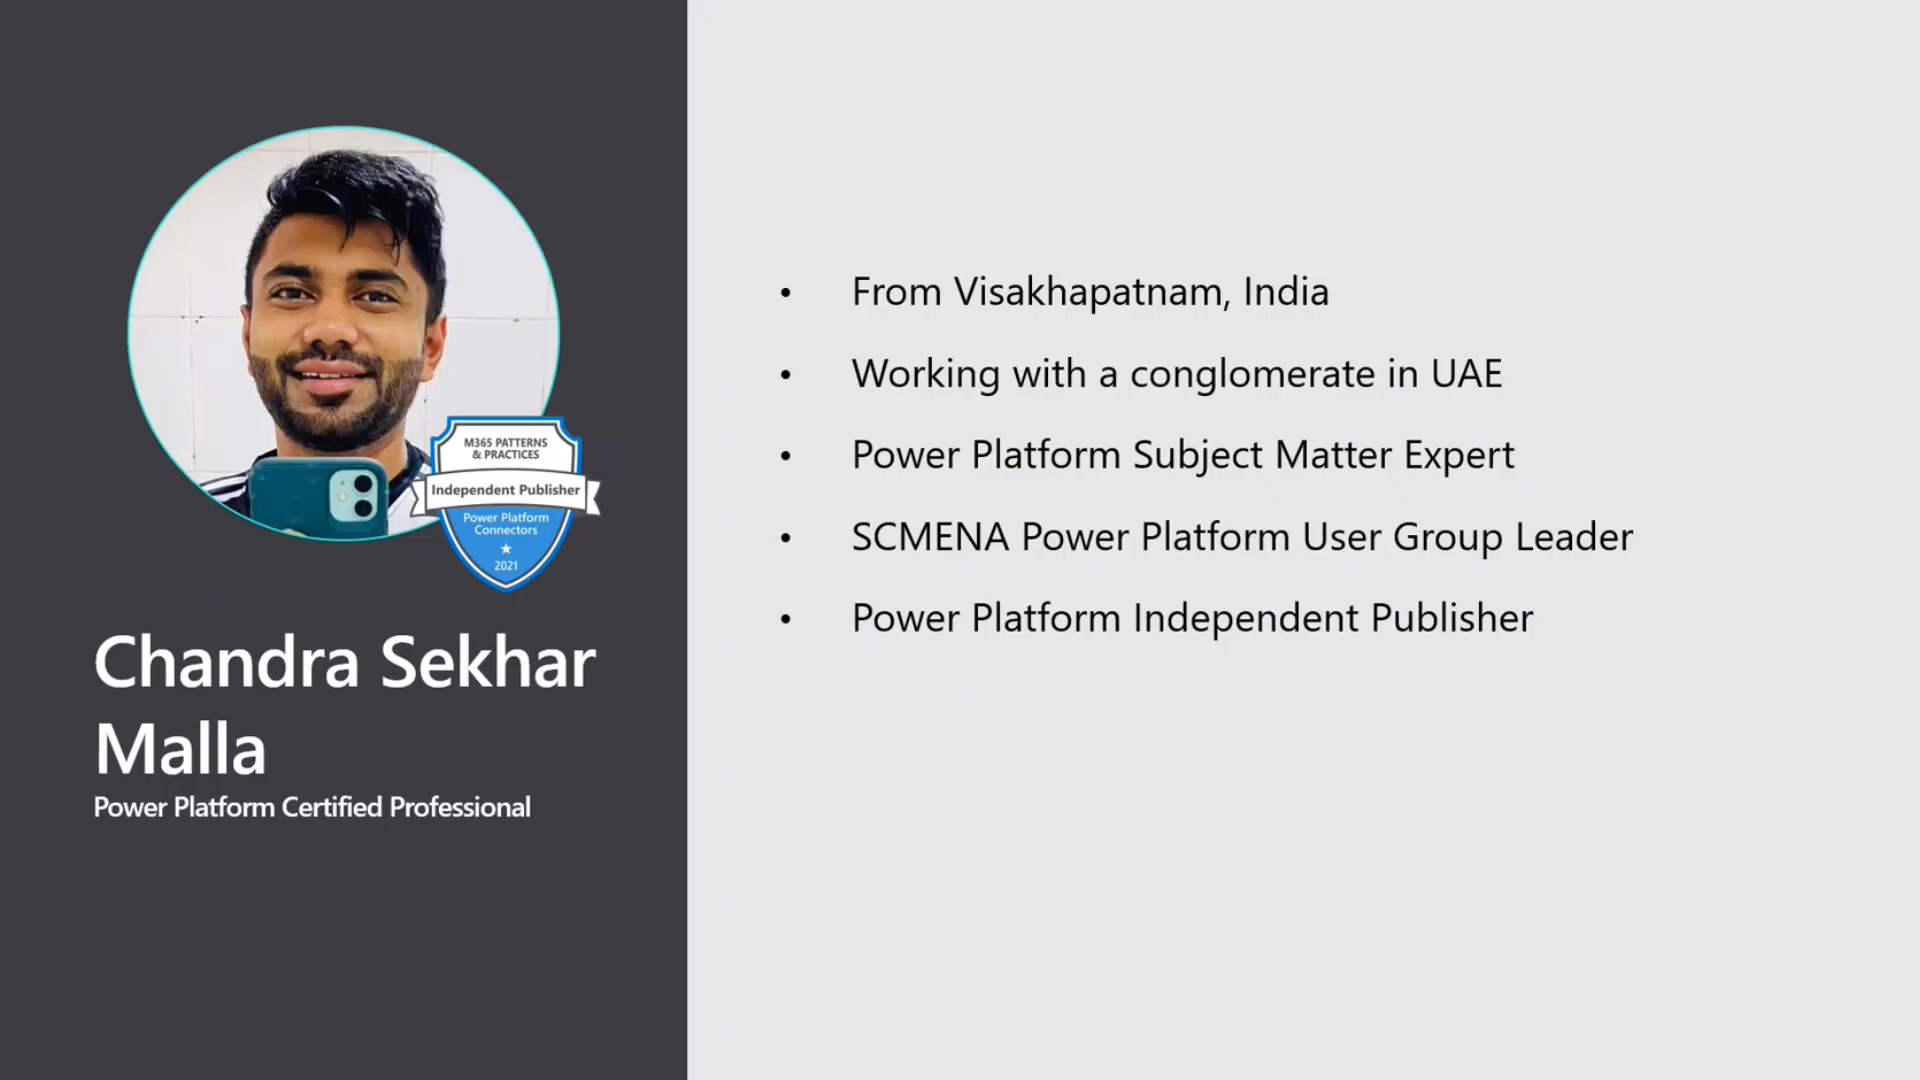 M365 PATTERNS
& PRACTICES
Independent Publisher
Power Platform
Connectors
2021
Chandra Sekhar
Malla
Power Platform Certified Professional
• From Visakhapatnam, India
• Working with a conglomerate in UAE
• Power Platform Subject Matter Expert
• SCMENA Power Platform User Group Leader
• Power Platform Independent Publisher